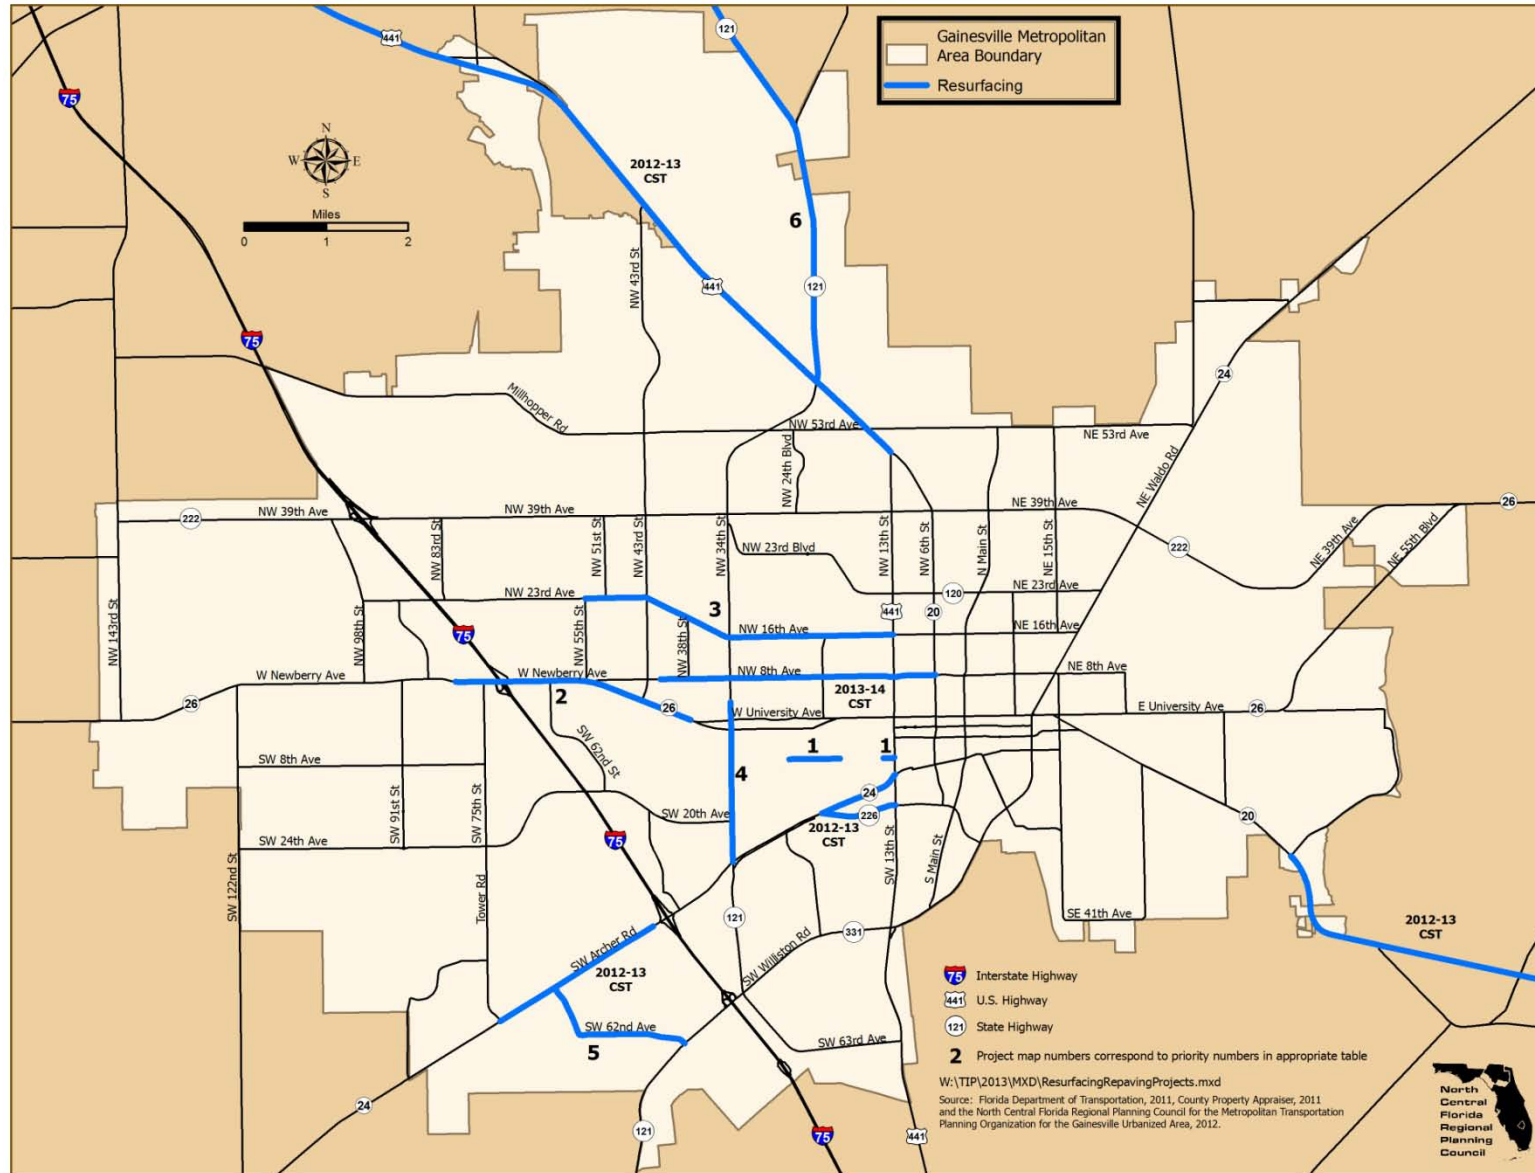 Gainesville Metropolitan
Area Boundary
Resurfacing
441
121
75
N
W E
S
Miles
0 1 2
2012-13
CST
6
NW 43rd St
441
121
75
24
Millhopper Rd
NW 53rd Ave
NE 53rd Ave
NW 24th Blvd
NE Waldo Rd
26
222
NW 39th Ave
NW 39th Ave
NE 39th Ave
NW 83rd St
NW 51st St
NW 43rd St
NW 34th St
NW 23rd Blvd
NW 13th St
NW 6th St
N Main St
NE 15th St
222
NE 39th Ave
NE 55th Blvd
NW 143rd St
NW 98th St
NW 23rd Ave
NW 55th St
3
120
NE 23rd Ave
441
20
75
NW 38th St
NW 16th Ave
NE 16th Ave
W Newberry Ave
W Newberry Ave
NW 8th Ave
NE 8th Ave
2
2013-14
CST
26
26
W University Ave
E University Ave
26
SW 62nd St
1
1
SW 8th Ave
4
24
SW 91st St
SW 75th St
SW 20th Ave
226
20
2012-13
CST
SW 24th Ave
75
SW 13th St
S Main St
SW 122nd St
Tower Rd
121
SE 41th Ave
2012-13
CST
SW Archer Rd
SW Williston Rd
331
2012-13
CST
SW 62nd Ave
5
SW 63rd Ave
24
121
75
441
75 Interstate Highway
441 U.S. Highway
121 State Highway
2 Project map numbers correspond to priority numbers in appropriate table
W:\TIP\2013\MXD\ResurfacingRepavingProjects.mxd
Source: Florida Department of Transportation, 2011, County Property Appraiser, 2011
and the North Central Florida Regional Planning Council for the Metropolitan Transportation
Planning Organization for the Gainesville Urbanized Area, 2012.
North
Central
Florida
Regional
Planning
Council